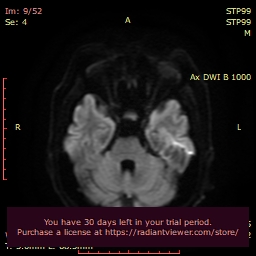 Im: 9/52
Se: 4
A
STP99
STP99
M
Ax DWI B 1000
R
L
You have 30 days left in your trial period.
Purchase a license at https://radiantviewer.com/store/